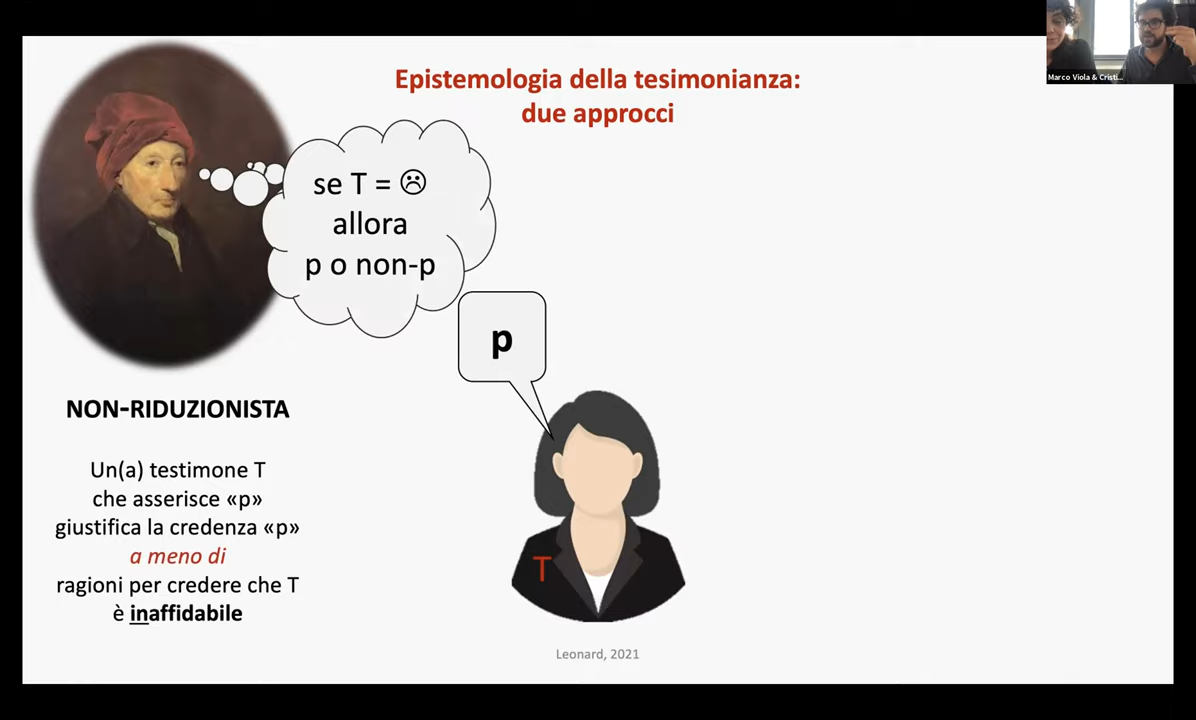 Marco Viola & Cristi...
Epistemologia della tesimonianza:
due approcci
se T = ☹
allora
p o non-p
p
NON-RIDUZIONISTA
Un(a) testimone T
che asserisce «p»
giustifica la credenza «p»
a meno di
ragioni per credere che T
è inaffidabile
T
Leonard, 2021